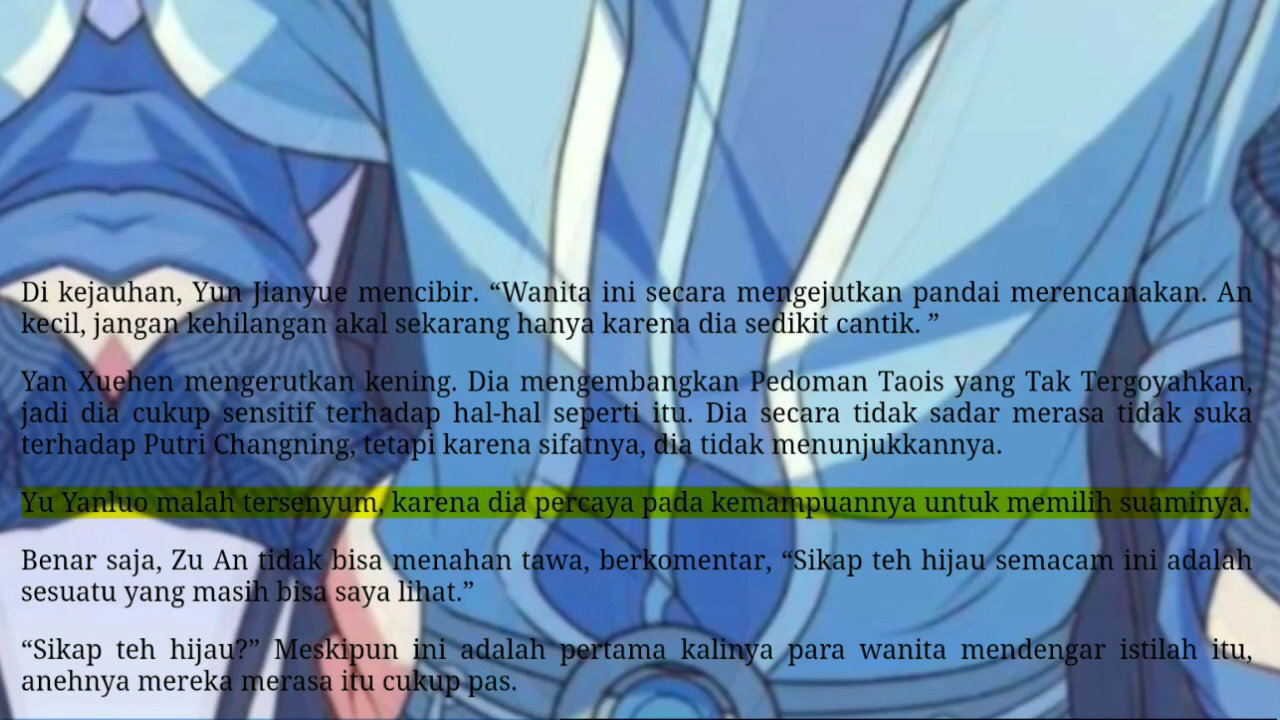 Di kejauhan, Yun Jianyue mencibir. “Wanita ini secara mengejutkan pandai merencanakan. An
kecil, jangan kehilangan akal sekarang hanya karena dia sedikit cantik. ”
Yan Xuehen mengerutkan kening. Dia mengembangkan Pedoman Taois yang Tak Tergoyahkan,
jadi dia cukup sensitif terhadap hal-hal seperti itu. Dia secara tidak sadar merasa tidak suka
terhadap Putri Changning, tetapi karena sifatnya, dia tidak menunjukkannya.
Yu Yanluo malah tersenyum, karena dia percaya pada kemampuannya untuk memilih suaminya.
Benar saja, Zu An tidak bisa menahan tawa, berkomentar, “Sikap teh hijau semacam ini adalah
sesuatu yang masih bisa saya lihat.”
“Sikap teh hijau?” Meskipun ini adalah pertama kalinya para wanita mendengar istilah itu,
anehnya mereka merasa itu cukup pas.